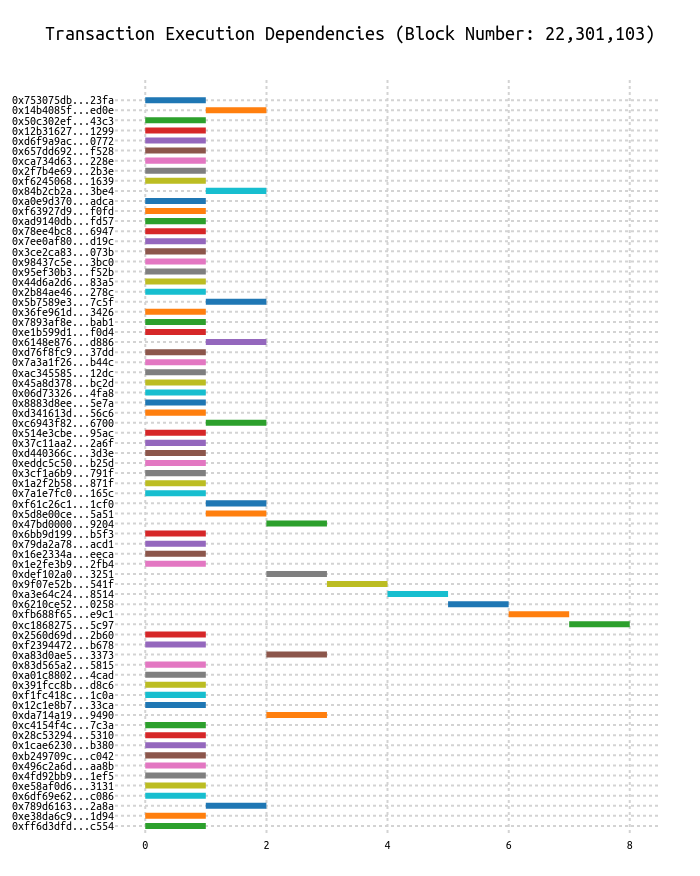 Transaction Execution Dependencies (Block Number: 22,301,103)
0x753075db...23fa
0x14b4085f...ed0e
0x50c302ef...43c3
0x12b31627...1299
0xd6f9a9ac...0772
0x657dd692...f528
0xca734d63...228e
0x2f7b4e69...2b3e
0xf6245068...1639
0x84b2cb2a...3be4
0xa0e9d370...adca
0xf63927d9...f0fd
0xad9140db...fd57
0x78ee4bc8...6947
0x7ee0af80...d19c
0x3ce2ca83...073b
0x98437c5e...3bc0
0x95ef30b3...f52b
0x44d6a2d6...83a5
0x2b84ae46...278c
0x5b7589e3...7c5f
0x36fe961d...3426
0x7893af8e...bab1
0xe1b599d1...f0d4
0x6148e876...d886
0xd76f8fc9...37dd
0x7a3a1f26...b44c
0xac345585...12dc
0x45a8d378...bc2d
0x06d73326...4fa8
0x8883d8ee...5e7a
0xd341613d...56c6
0xc6943f82...6700
0x514e3cbe...95ac
0x37c11aa2...2a6f
0xd440366c...3d3e
0xeddc5c50...b25d
0x3cf1a6b9...791f
0x1a2f2b58...871f
0x7a1e7fc0...165c
0xf61c26c1...1cf0
0x5d8e00ce...5a51
0x47bd0000...9204
0x6bb9d199...b5f3
0x79da2a78...acd1
0x16e2334a...eeca
0x1e2fe3b9...2fb4
0xdef102a0...3251
0x9f07e52b...541f
0xa3e64c24...8514
0x6210ce52...0258
0xfb688f65...e9c1
0xc1868275...5c97
0x2560d69d...2b60
0xf2394472...b678
0xa83d0ae5...3373
0x83d565a2...5815
0xa01c8802...4cad
0x391fcc8b...d8c6
0xf1fc418c...1c0a
0x12c1e8b7...33ca
0xda714a19...9490
0xc4154f4c...7c3a
0x28c53294...5310
0x1cae6230...b380
0xb249709c...c042
0x496c2a6d...aa8b
0x4fd92bb9...1ef5
0xe58af0d6...3131
0x6df69e62...c086
0x789d6163...2a8a
0xe38da6c9...1d94
0xff6d3dfd...c554
0 2 4 6 8